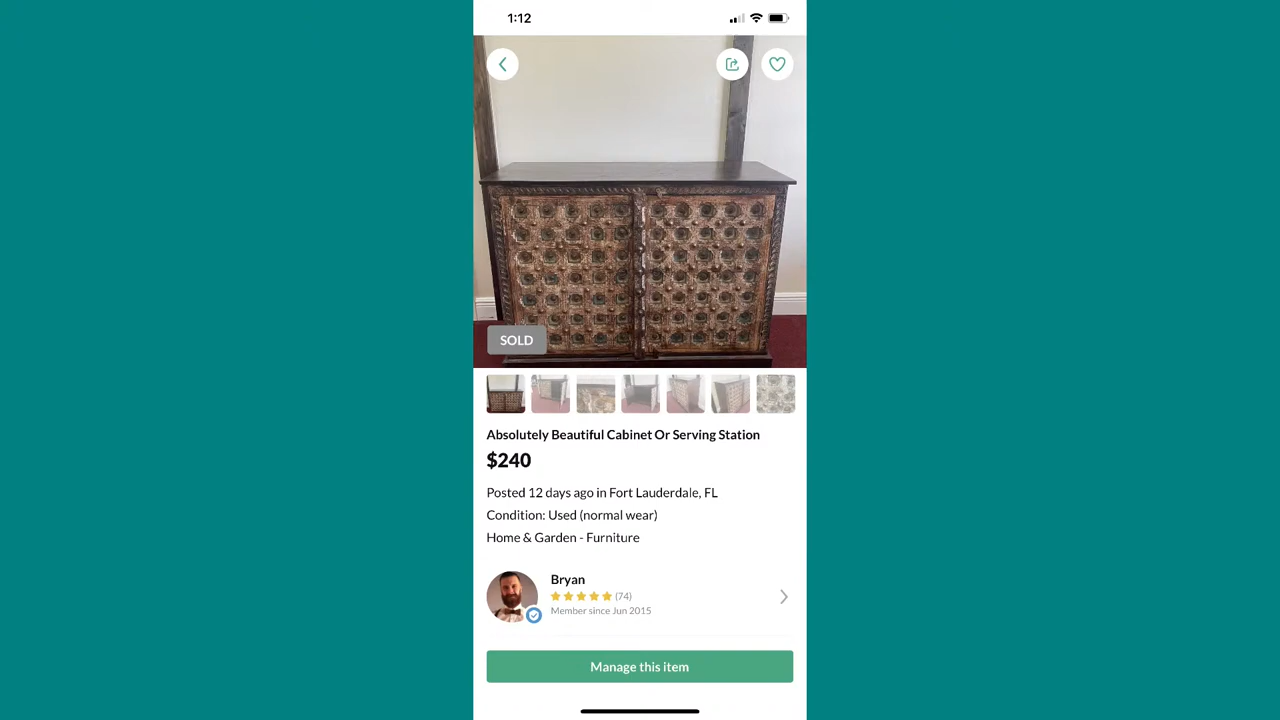 1:12
SOLD
Absolutely Beautiful Cabinet Or Serving Station
$240
Posted 12 days ago in Fort Lauderdale, FL
Condition: Used (normal wear)
Home & Garden - Furniture
Bryan
(74)
Member since Jun 2015
Manage this item